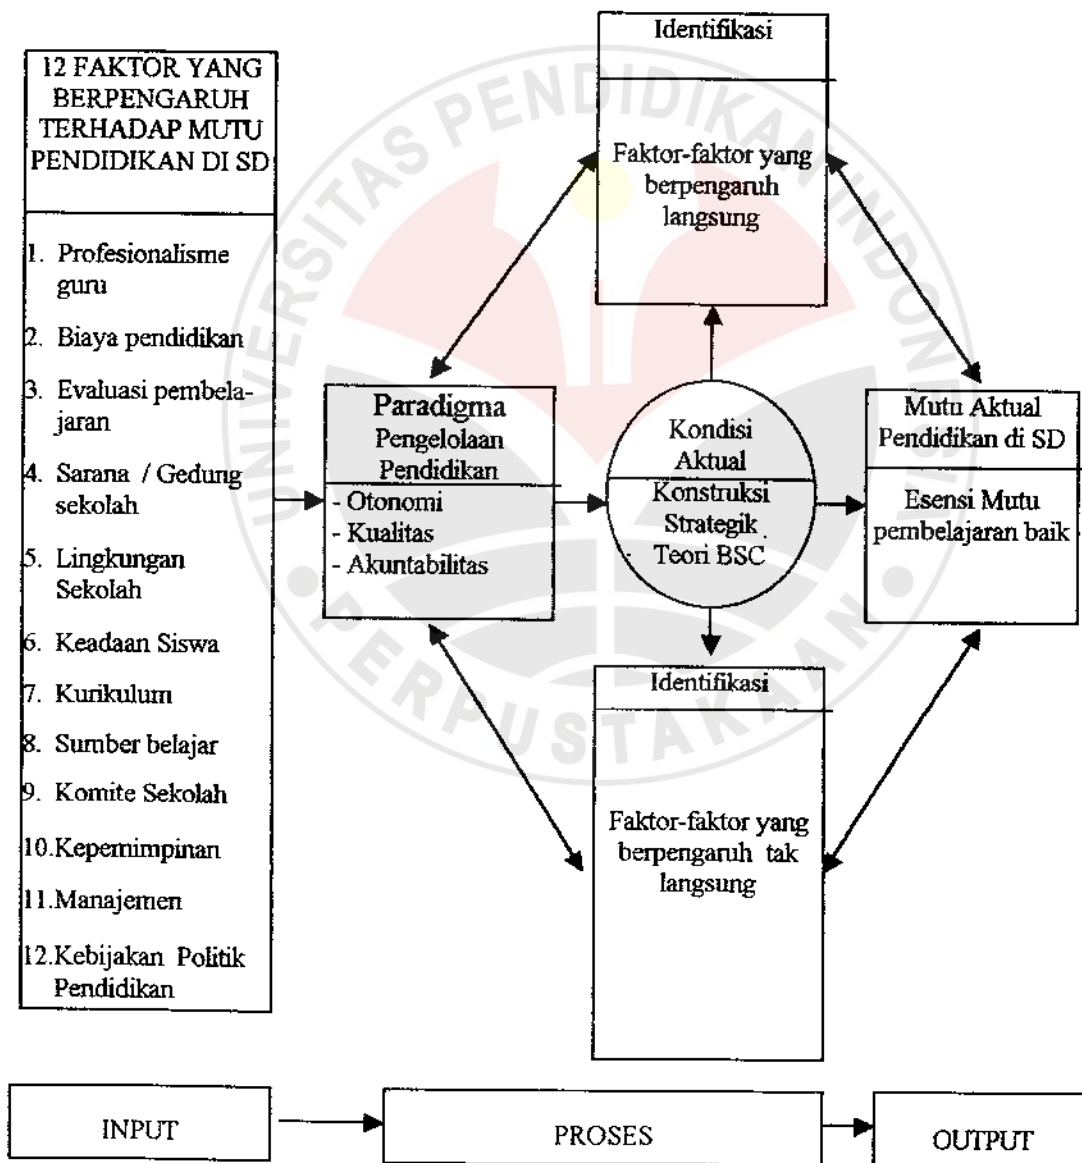 12 FAKTOR YANG
BERPENGARUH
TERHADAP MUTU
PENDIDIKAN DI SD
1. Profesionalisme
guru
2. Biaya pendidikan
3. Evaluasi pembela-
jaran
4. Sarana / Gedung
sekolah
5. Lingkungan
Sekolah
6. Keadaan Siswa
7. Kurikulum
8. Sumber belajar
9. Komite Sekolah
10.Kepemimpinan
11.Manajemen
12.Kebijakan Politik
Pendidikan
Paradigma
Pengelolaan
Pendidikan
- Otonomi
- Kualitas
- Akuntabilitas
Identifikasi
Faktor-faktor yang
berpengaruh
langsung
Kondisi
Aktual
Konstruksi
Strategik
Teori BSC
Identifikasi
Faktor-faktor yang
berpengaruh tak
langsung
Mutu Aktual
Pendidikan di SD
Esensi Mutu
pembelajaran baik
INPUT
PROSES
OUTPUT
UNIVERSITAS PENDIDIKAN INDONESIA
PERPUSTAKAAN